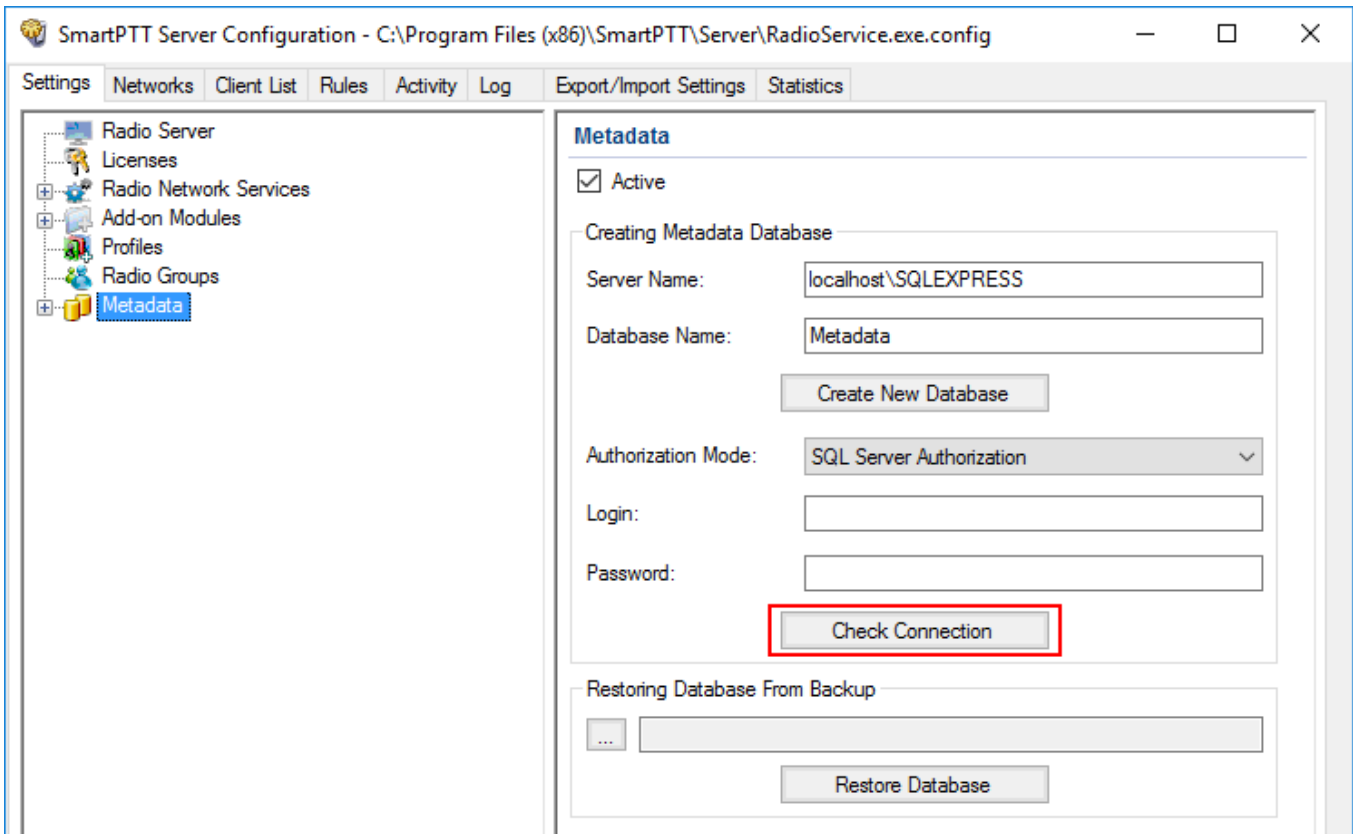 SmartPTT Server Configuration - C:\Program Files (x86)\SmartPTT\Server\RadioService.exe.config
Settings Networks Client List Rules Activity Log Export/Import Settings Statistics
Radio Server
Licenses
Radio Network Services
Add-on Modules
Profiles
Radio Groups
Metadata
Metadata
Active
Creating Metadata Database
Server Name: localhost\SQLEXPRESS
Database Name: Metadata
Create New Database
Authorization Mode: SQL Server Authorization
Login:
Password:
Check Connection
Restoring Database From Backup
...
Restore Database